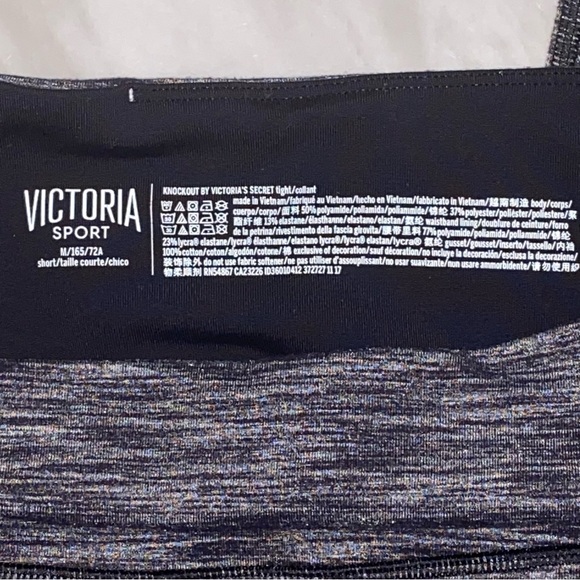 VICTORIA
SPORT
M/165/72A
short/taille courte/chico
KNOCKOUT BY VICTORIA'S SECRET tight/collant
made in Vietnam/fabriqué au Vietnam/hecho en Vietnam/fabbricato in Vietnam/越南制造 body/corps/
cuerpo/corpo/面料 50% polyamide/poliamida/poliammide/锦纶 37% polyester/poliéster/poliestere/聚
酯纤维 13% elastane/élasthanne/elastano/elastan/氨纶 waistband lining/doublure de ceinture/forro
de la petrina/rivestimento della fascia girovita/腰带里料 77% polyamide/poliamida/poliammide/锦纶
23% lycra® elastane/lycra® élasthanne/elastano lycra®/lycra® elastan/lycra® 氨纶 gusset/gousset/inserto/tassello/内裆
100% cotton/coton/algodón/cotone/棉 exclusive of decoration/hors décorations/no incluye la decoración/esclusa la decorazione/
装饰除外 do not use fabric softener/ne pas utiliser d'assouplissant/no usar suavizante/non usare ammorbidente/请勿使用
物柔顺剂 RN54867 CA23226 ID36010412 372727 11 17